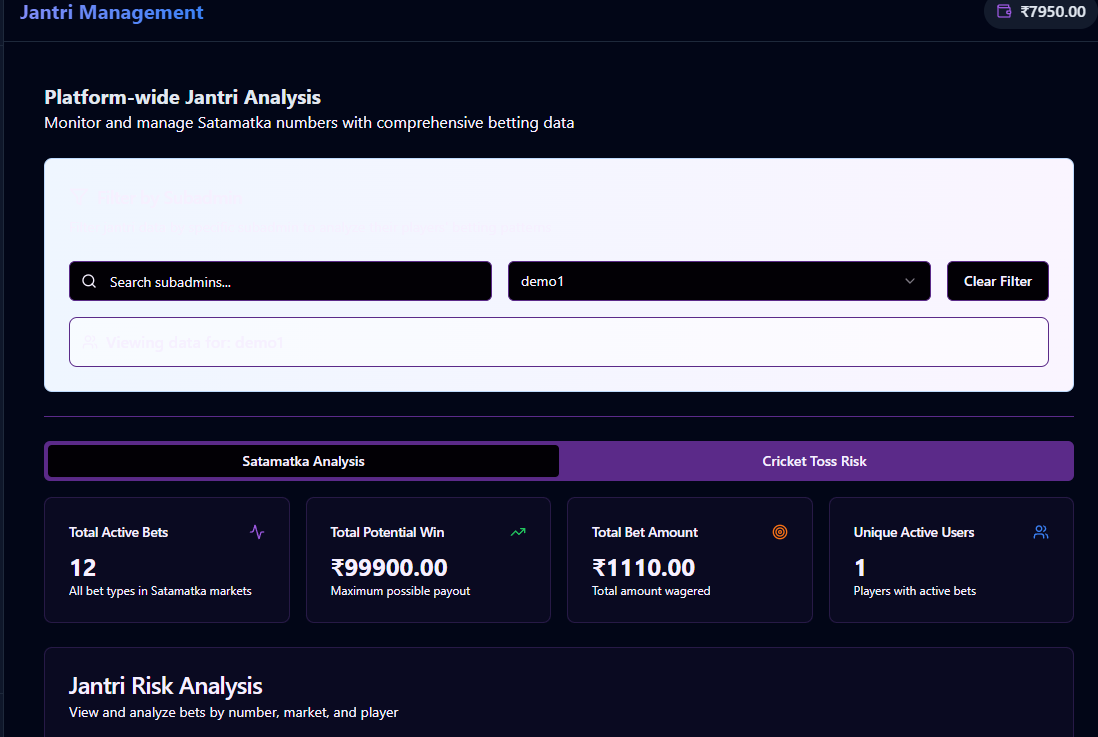 Jantri Management
₹7950.00
Platform-wide Jantri Analysis
Monitor and manage Satamatka numbers with comprehensive betting data
Search subadmins...
demo1
Clear Filter
Viewing data for: demo1
Satamatka Analysis
Cricket Toss Risk
Total Active Bets
12
All bet types in Satamatka markets
Total Potential Win
₹99900.00
Maximum possible payout
Total Bet Amount
₹1110.00
Total amount wagered
Unique Active Users
1
Players with active bets
Jantri Risk Analysis
View and analyze bets by number, market, and player